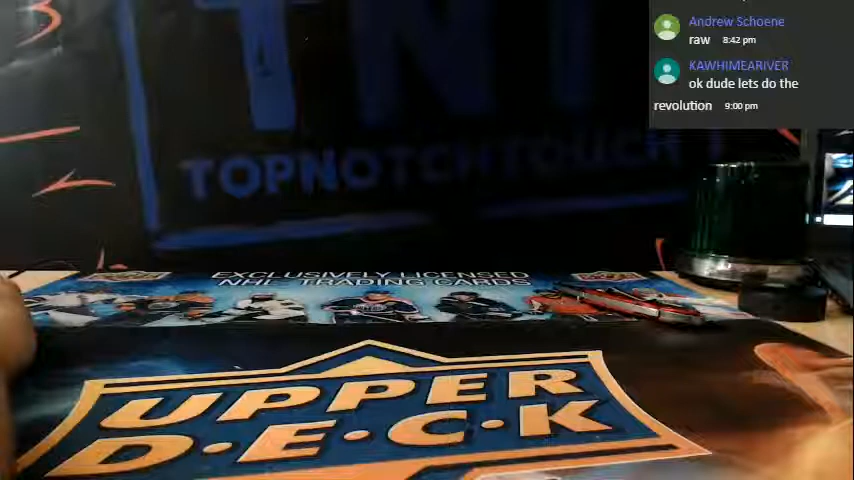 Andrew Schoene
raw 8:42 pm
KAWHIMEARIVER
ok dude lets do the
revolution 9:00 pm
TNT
TOPNOTCHTOUCH
EXCLUSIVELY LICENSED
NHL TRADING CARDS
UPPER
D·E·C·K